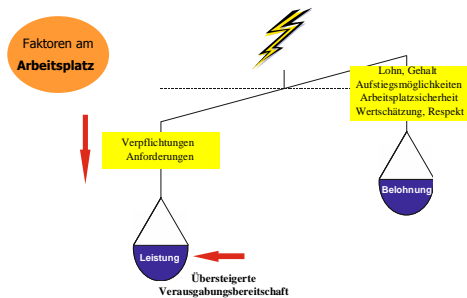 Faktoren am
Arbeitsplatz
Lohn, Gehalt
Aufstiegsmöglichkeiten
Arbeitsplatzsicherheit
Wertschätzung, Respekt
Verpflichtungen
Anforderungen
Belohnung
Leistung
Übersteigerte
Verausgabungsbereitschaft